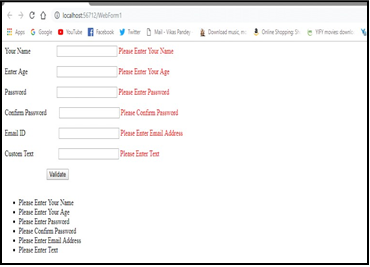 localhost:56712/WebForm1
Apps Google YouTube Facebook Twitter Mail - Vikas Pandey Download music, m Online Shopping: Sh YIFY movies downl
Your Name Please Enter Your Name
Enter Age Please Enter Your Age
Password Please Enter Password
Confirm Password Please Confirm Password
Email ID Please Enter Email Address
Custom Text Please Enter Text
Validate
Please Enter Your Name
Please Enter Your Age
Please Enter Password
Please Confirm Password
Please Enter Email Address
Please Enter Text